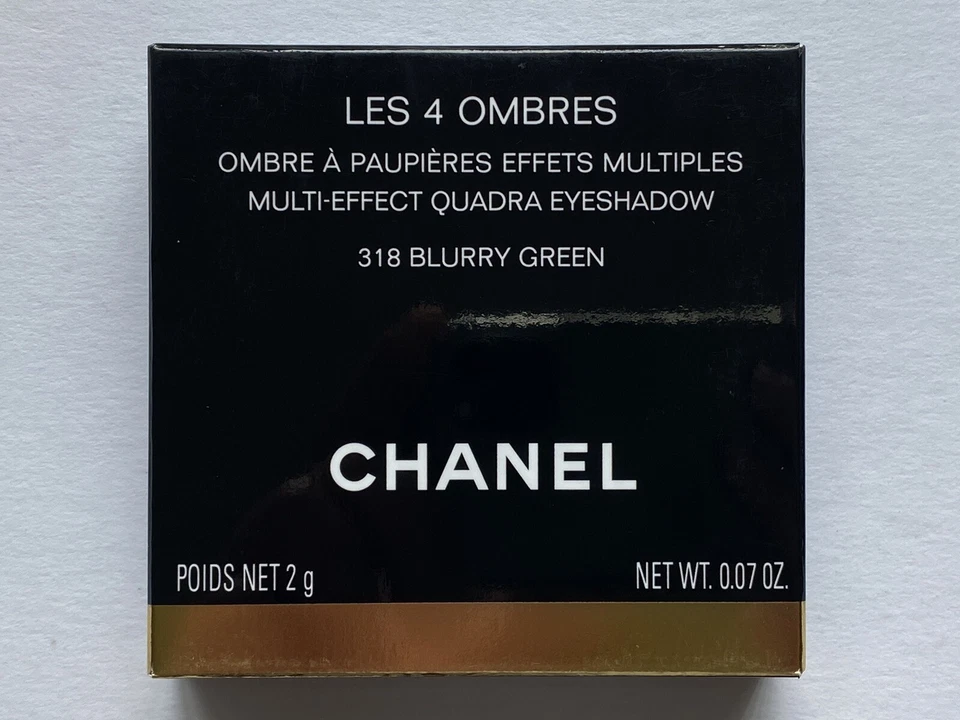 LES 4 OMBRES
OMBRE À PAUPIÈRES EFFETS MULTIPLES
MULTI-EFFECT QUADRA EYESHADOW
318 BLURRY GREEN
CHANEL
POIDS NET 2 g NET WT. 0.07 OZ.